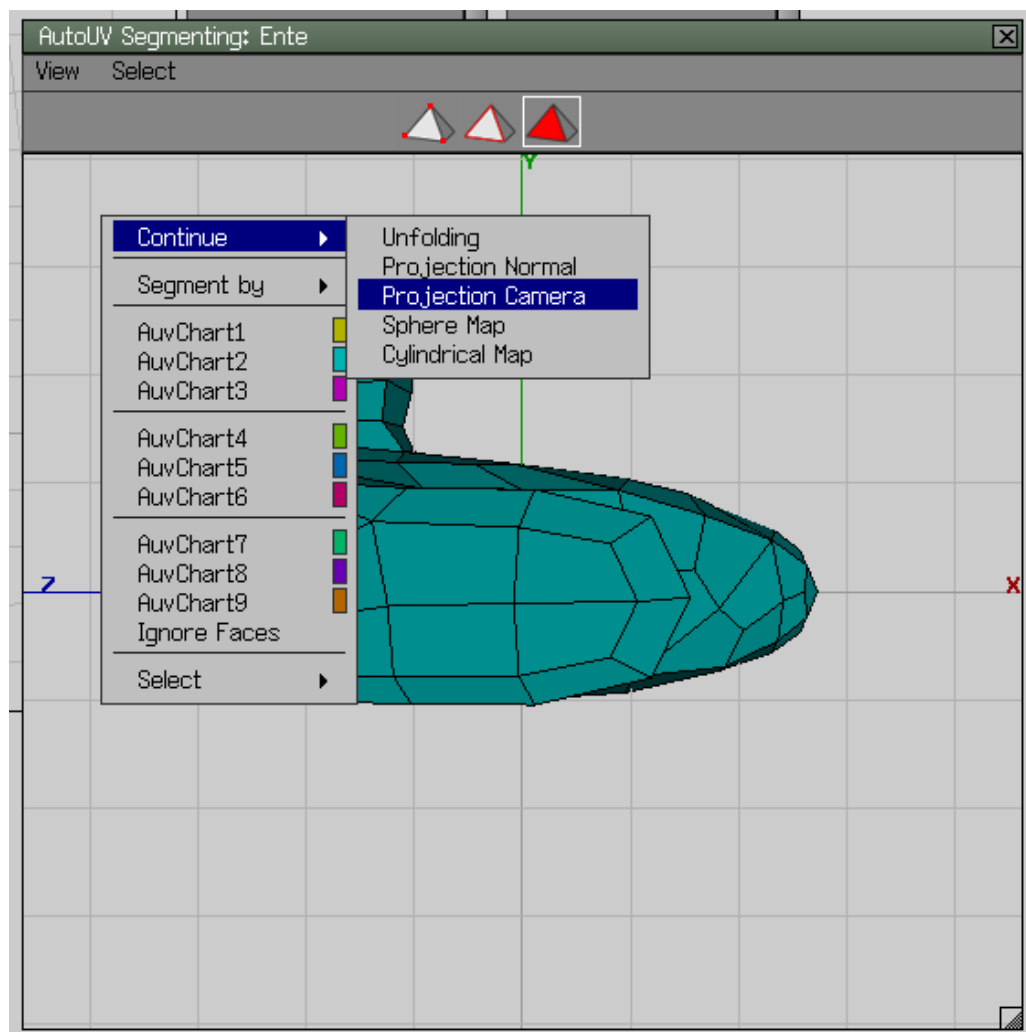 AutoUV Segmenting: Ente
View Select
Y
Continue
Unfolding
Projection Normal
Segment by
Projection Camera
AuvChart1
Sphere Map
AuvChart2
Cylindrical Map
AuvChart3
AuvChart4
AuvChart5
AuvChart6
AuvChart7
AuvChart8
Z
X
AuvChart9
Ignore Faces
Select